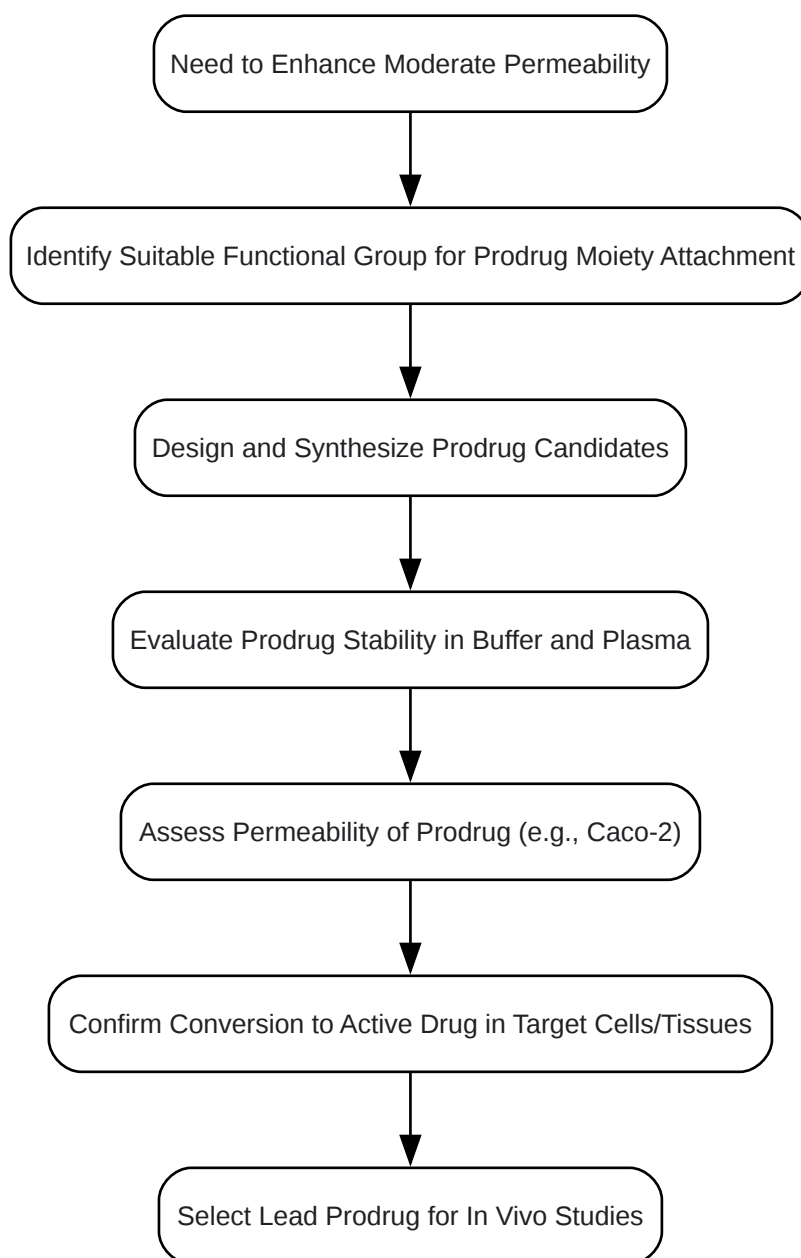 Need to Enhance Moderate Permeability
Identify Suitable Functional Group for Prodrug Moiety Attachment
Design and Synthesize Prodrug Candidates
Evaluate Prodrug Stability in Buffer and Plasma
Assess Permeability of Prodrug (e.g., Caco-2)
Confirm Conversion to Active Drug in Target Cells/Tissues
Select Lead Prodrug for In Vivo Studies